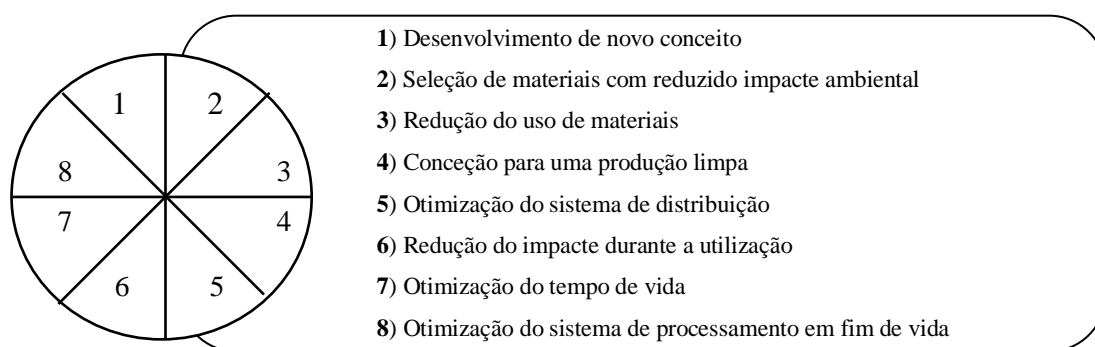 1) Desenvolvimento de novo conceito
2) Seleção de materiais com reduzido impacte ambiental
3) Redução do uso de materiais
4) Conceção para uma produção limpa
5) Otimização do sistema de distribuição
6) Redução do impacte durante a utilização
7) Otimização do tempo de vida
8) Otimização do sistema de processamento em fim de vida
1
2
3
4
5
6
7
8